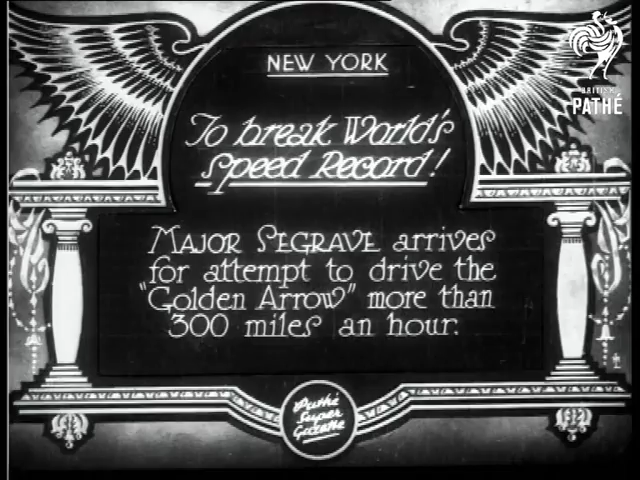 NEW YORK
To break World's
Speed Record!
MAJOR SEGRAVE arrives
for attempt to drive the
"Golden Arrow" more than
300 miles an hour.
Pathé
Super
Gazette
BRITISH
PATHÉ